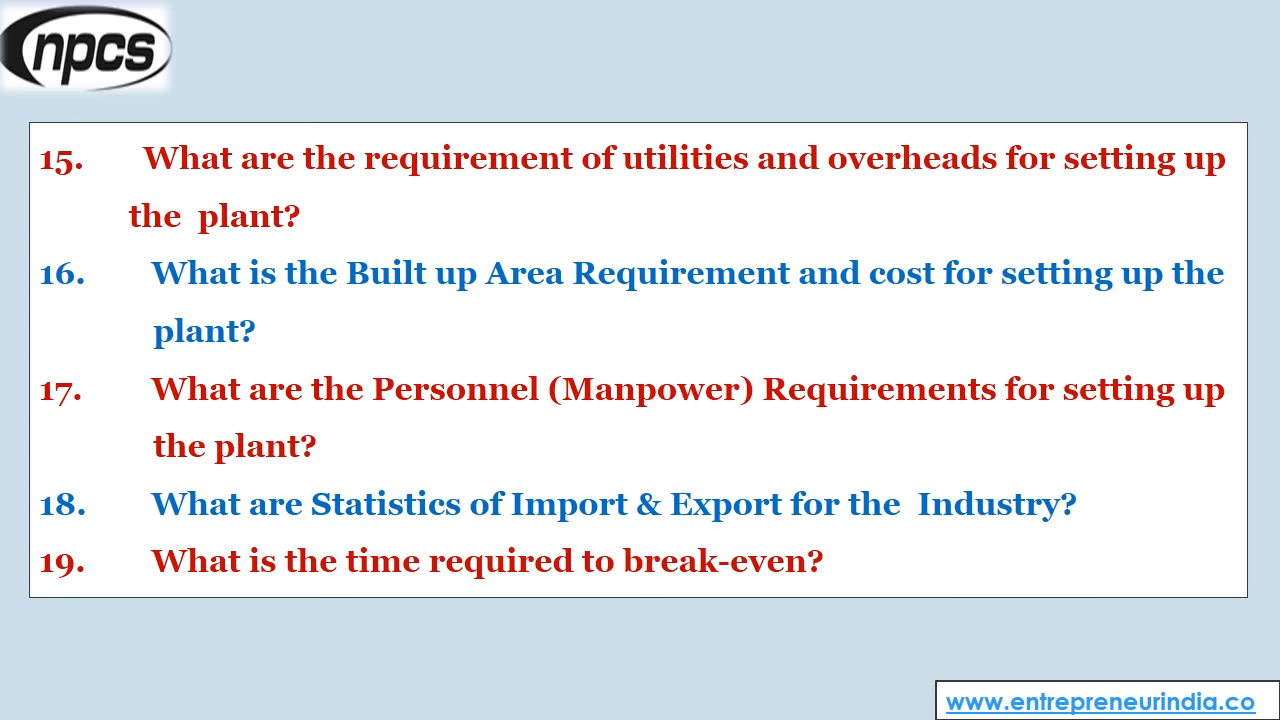 npcs
15. What are the requirement of utilities and overheads for setting up
the plant?
16. What is the Built up Area Requirement and cost for setting up the
plant?
17. What are the Personnel (Manpower) Requirements for setting up
the plant?
18. What are Statistics of Import & Export for the Industry?
19. What is the time required to break-even?
www.entrepreneurindia.co